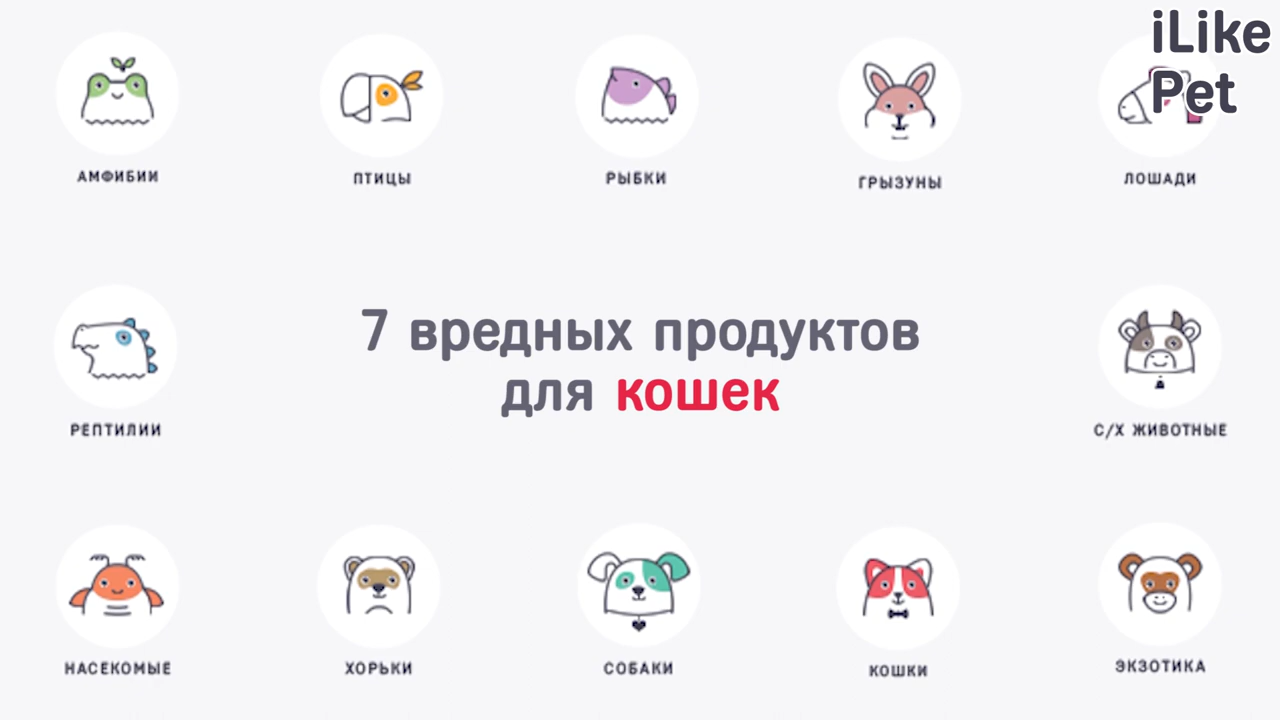 iLike
Pet
АМФИБИИ
ПТИЦЫ
РЫБКИ
ГРЫЗУНЫ
ЛОШАДИ
7 вредных продуктов
для кошек
РЕПТИЛИИ
С/Х ЖИВОТНЫЕ
НАСЕКОМЫЕ
ХОРЬКИ
СОБАКИ
КОШКИ
ЭКЗОТИКА